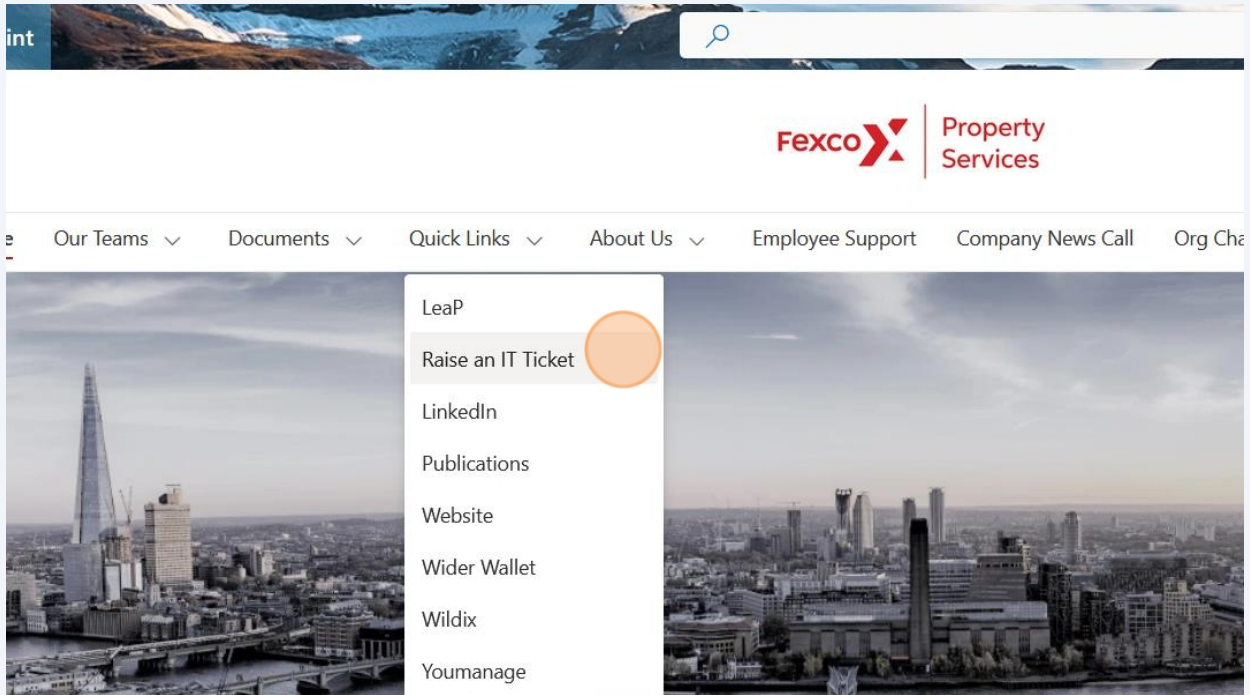 int
Fexco
Property
Services
e Our Teams Documents Quick Links About Us Employee Support Company News Call Org Cha
LeaP
Raise an IT Ticket
LinkedIn
Publications
Website
Wider Wallet
Wildix
Youmanage